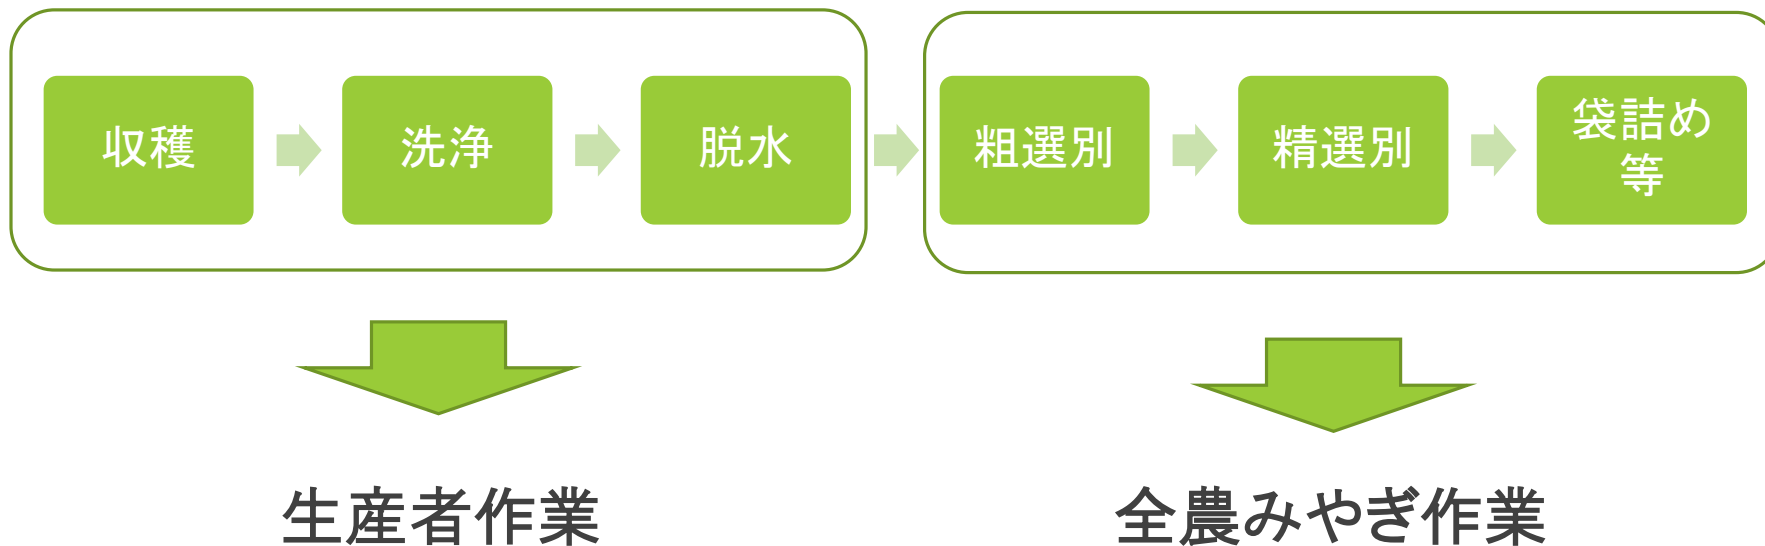 収穫
洗浄
脱水
粗選別
精選別
袋詰め
等
生産者作業
全農みやぎ作業